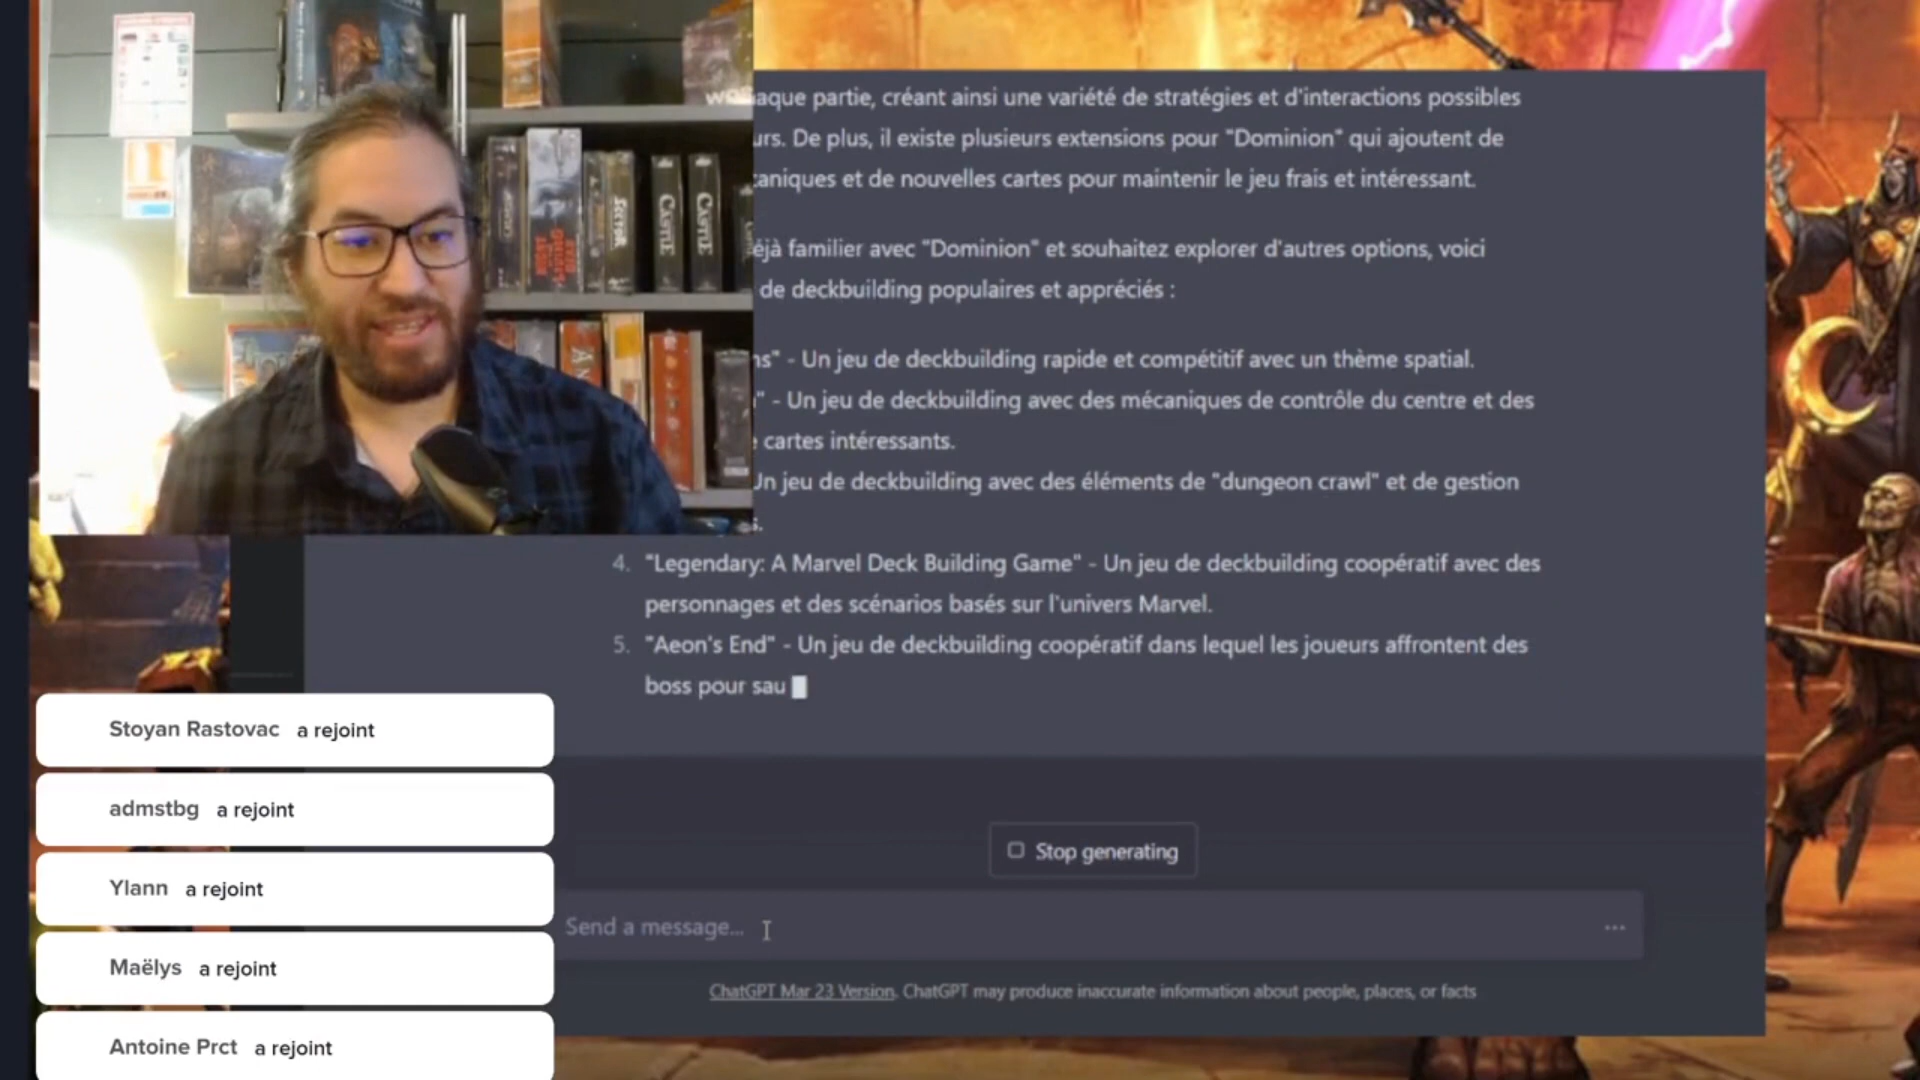 aque partie, créant ainsi une variété de stratégies et d'interactions possibles
urs. De plus, il existe plusieurs extensions pour "Dominion" qui ajoutent de
caniques et de nouvelles cartes pour maintenir le jeu frais et intéressant.
éjà familier avec "Dominion" et souhaitez explorer d'autres options, voici
de deckbuilding populaires et appréciés :
ns" - Un jeu de deckbuilding rapide et compétitif avec un thème spatial.
" - Un jeu de deckbuilding avec des mécaniques de contrôle du centre et des
cartes intéressants.
Un jeu de deckbuilding avec des éléments de "dungeon crawl" et de gestion
s.
4. "Legendary: A Marvel Deck Building Game" - Un jeu de deckbuilding coopératif avec des
personnages et des scénarios basés sur l'univers Marvel.
5. "Aeon's End" - Un jeu de deckbuilding coopératif dans lequel les joueurs affrontent des
boss pour sau
Stop generating
Send a message...
ChatGPT Mar 23 Version. ChatGPT may produce inaccurate information about people, places, or facts
Stoyan Rastovac a rejoint
admstbg a rejoint
Ylann a rejoint
Maëlys a rejoint
Antoine Prct a rejoint
CASTLE
CASTLE